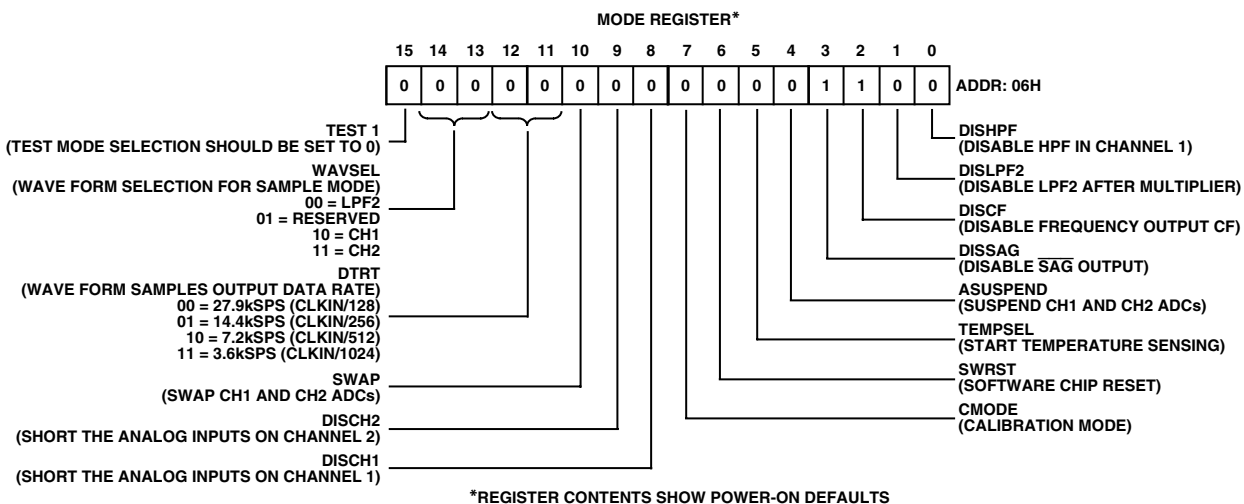 MODE REGISTER*
15 14 13 12 11 10 9 8 7 6 5 4 3 2 1 0
0 0 0 0 0 0 0 0 0 0 0 0 1 1 0 0 ADDR: 06H
TEST 1
(TEST MODE SELECTION SHOULD BE SET TO 0)
WAVSEL
(WAVE FORM SELECTION FOR SAMPLE MODE)
00 = LPF2
01 = RESERVED
10 = CH1
11 = CH2
DTRT
(WAVE FORM SAMPLES OUTPUT DATA RATE)
00 = 27.9kSPS (CLKIN/128)
01 = 14.4kSPS (CLKIN/256)
10 = 7.2kSPS (CLKIN/512)
11 = 3.6kSPS (CLKIN/1024)
SWAP
(SWAP CH1 AND CH2 ADCs)
DISCH2
(SHORT THE ANALOG INPUTS ON CHANNEL 2)
DISCH1
(SHORT THE ANALOG INPUTS ON CHANNEL 1)
DISHPF
(DISABLE HPF IN CHANNEL 1)
DISLPF2
(DISABLE LPF2 AFTER MULTIPLIER)
DISCF
(DISABLE FREQUENCY OUTPUT CF)
DISSAG
(DISABLE S̅A̅G̅ OUTPUT)
ASUSPEND
(SUSPEND CH1 AND CH2 ADCs)
TEMPSEL
(START TEMPERATURE SENSING)
SWRST
(SOFTWARE CHIP RESET)
CMODE
(CALIBRATION MODE)
*REGISTER CONTENTS SHOW POWER-ON DEFAULTS